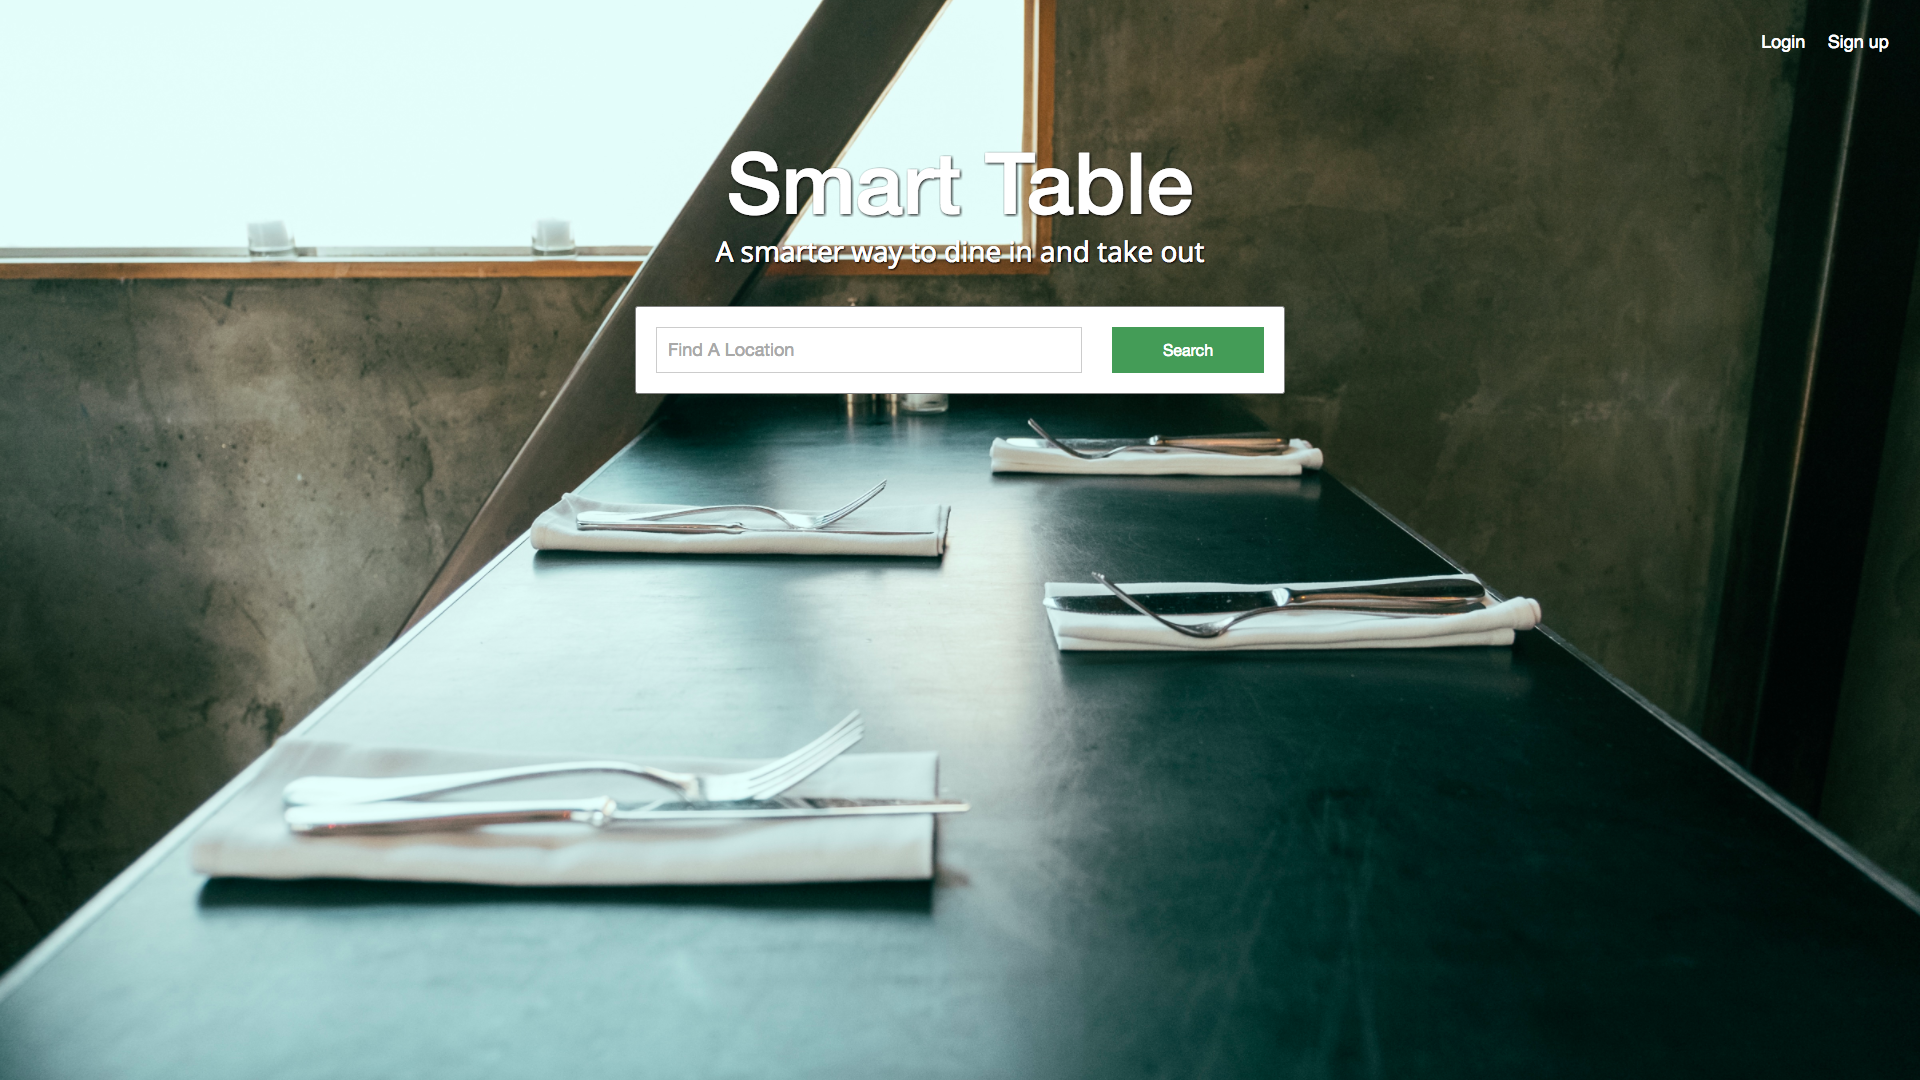 Login Sign up
Smart Table
A smarter way to dine in and take out
Find A Location Search